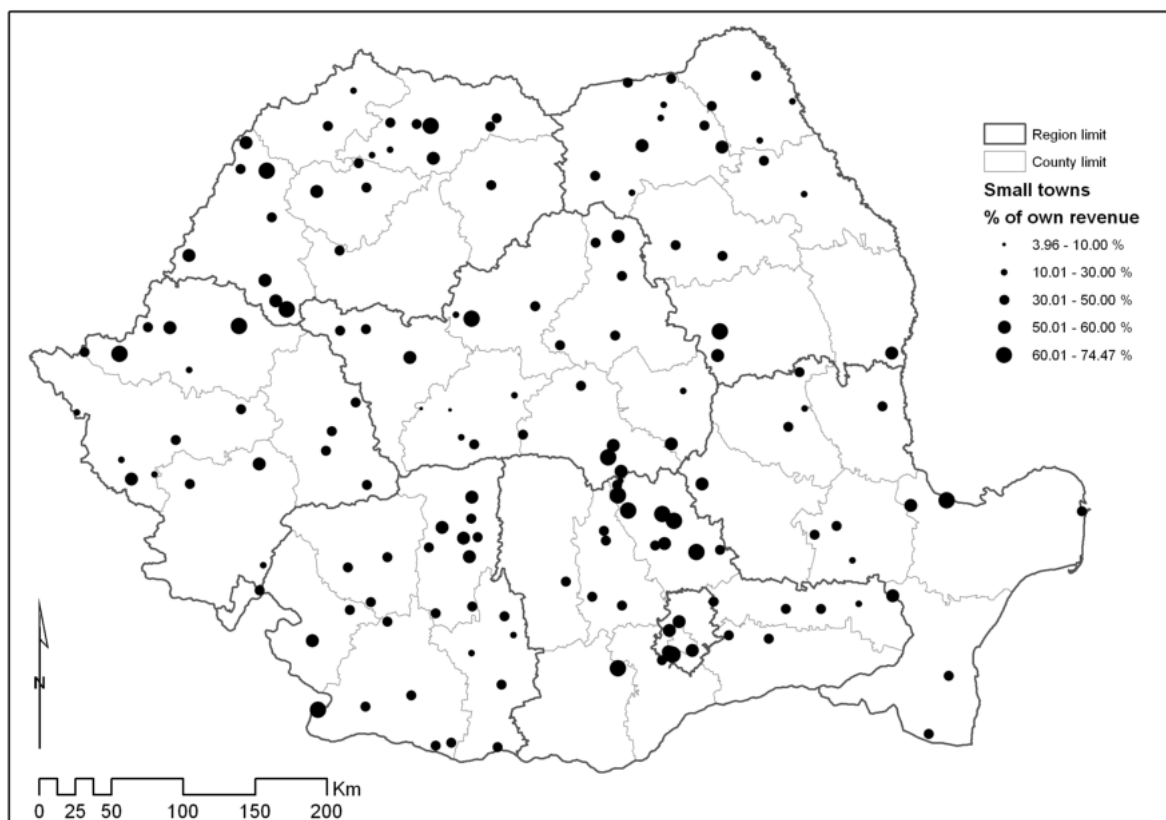 Region limit
County limit
Small towns
% of own revenue
3.96 - 10.00 %
10.01 - 30.00 %
30.01 - 50.00 %
50.01 - 60.00 %
60.01 - 74.47 %
N
Km
0 25 50 100 150 200